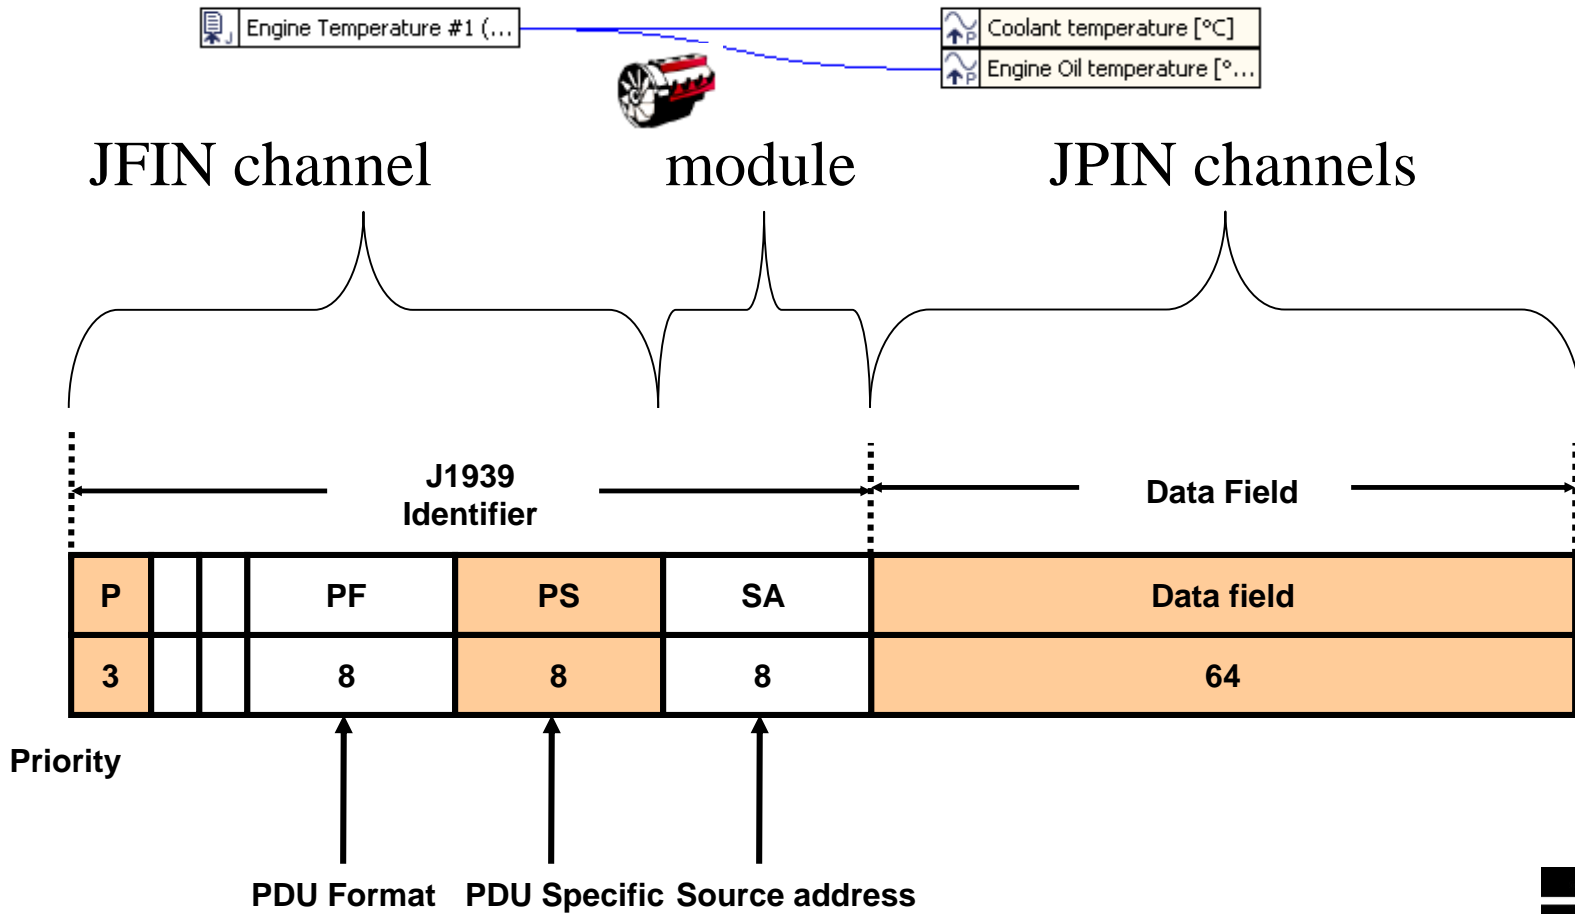 Engine Temperature #1 (...
Coolant temperature [°C]
Engine Oil temperature [°...
JFIN channel
module
JPIN channels
J1939
Identifier
Data Field
P
PF
PS
SA
Data field
3
8
8
8
64
Priority
PDU Format
PDU Specific
Source address